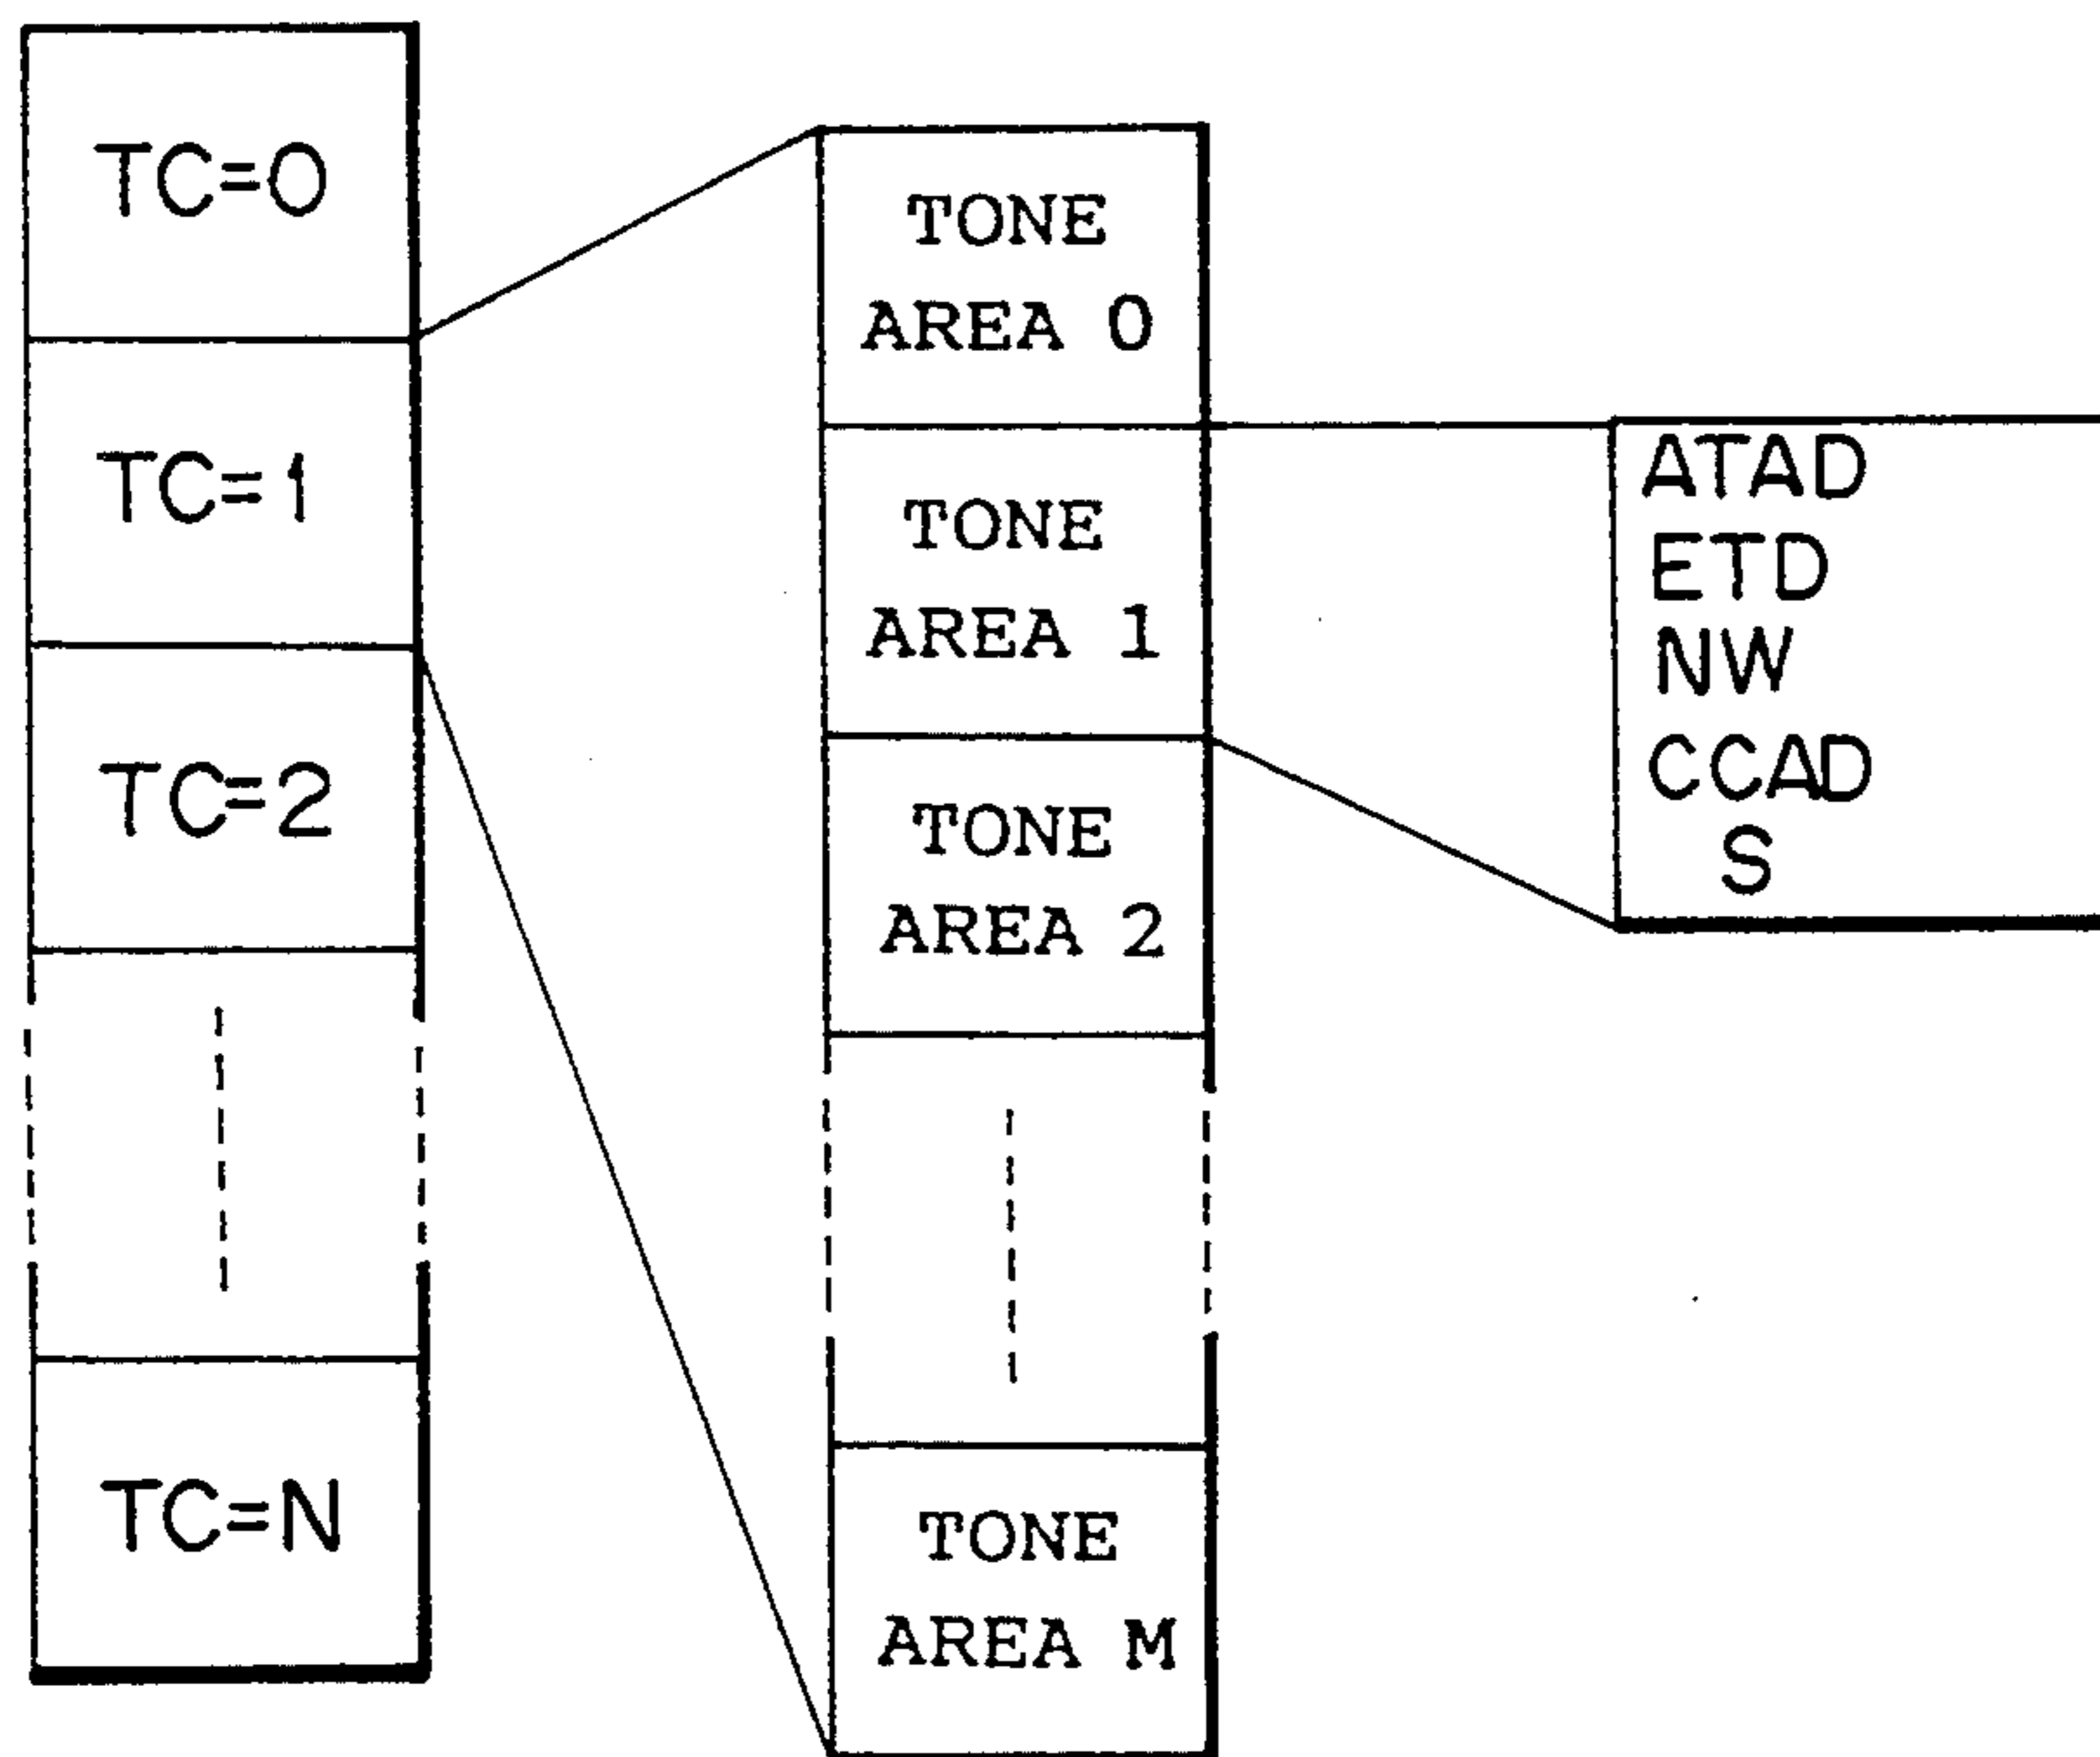 TC=0
TC=1
TC=2
TC=N
TONE
AREA 0
TONE
AREA 1
TONE
AREA 2
TONE
AREA M
ATAD
ETD
NW
CCAD
S